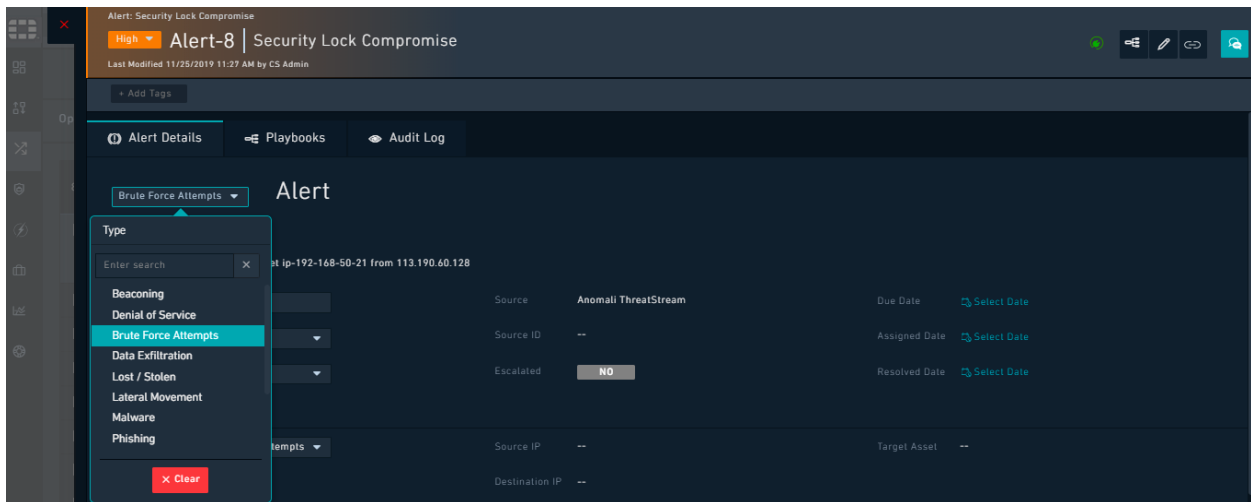 Alert: Security Lock Compromise
High Alert-8 Security Lock Compromise
Last Modified 11/25/2019 11:27 AM by CS Admin
+ Add Tags
Op
Alert Details Playbooks Audit Log
Brute Force Attempts Alert
Type
Enter search
et ip-192-168-50-21 from 113.190.60.128
Beaconing
Source Anomali ThreatStream Due Date Select Date
Denial of Service
Brute Force Attempts
Source ID -- Assigned Date Select Date
Data Exfiltration
Lost / Stolen
Escalated NO Resolved Date Select Date
Lateral Movement
Malware
Phishing
tempts Source IP -- Target Asset --
Clear
Destination IP --